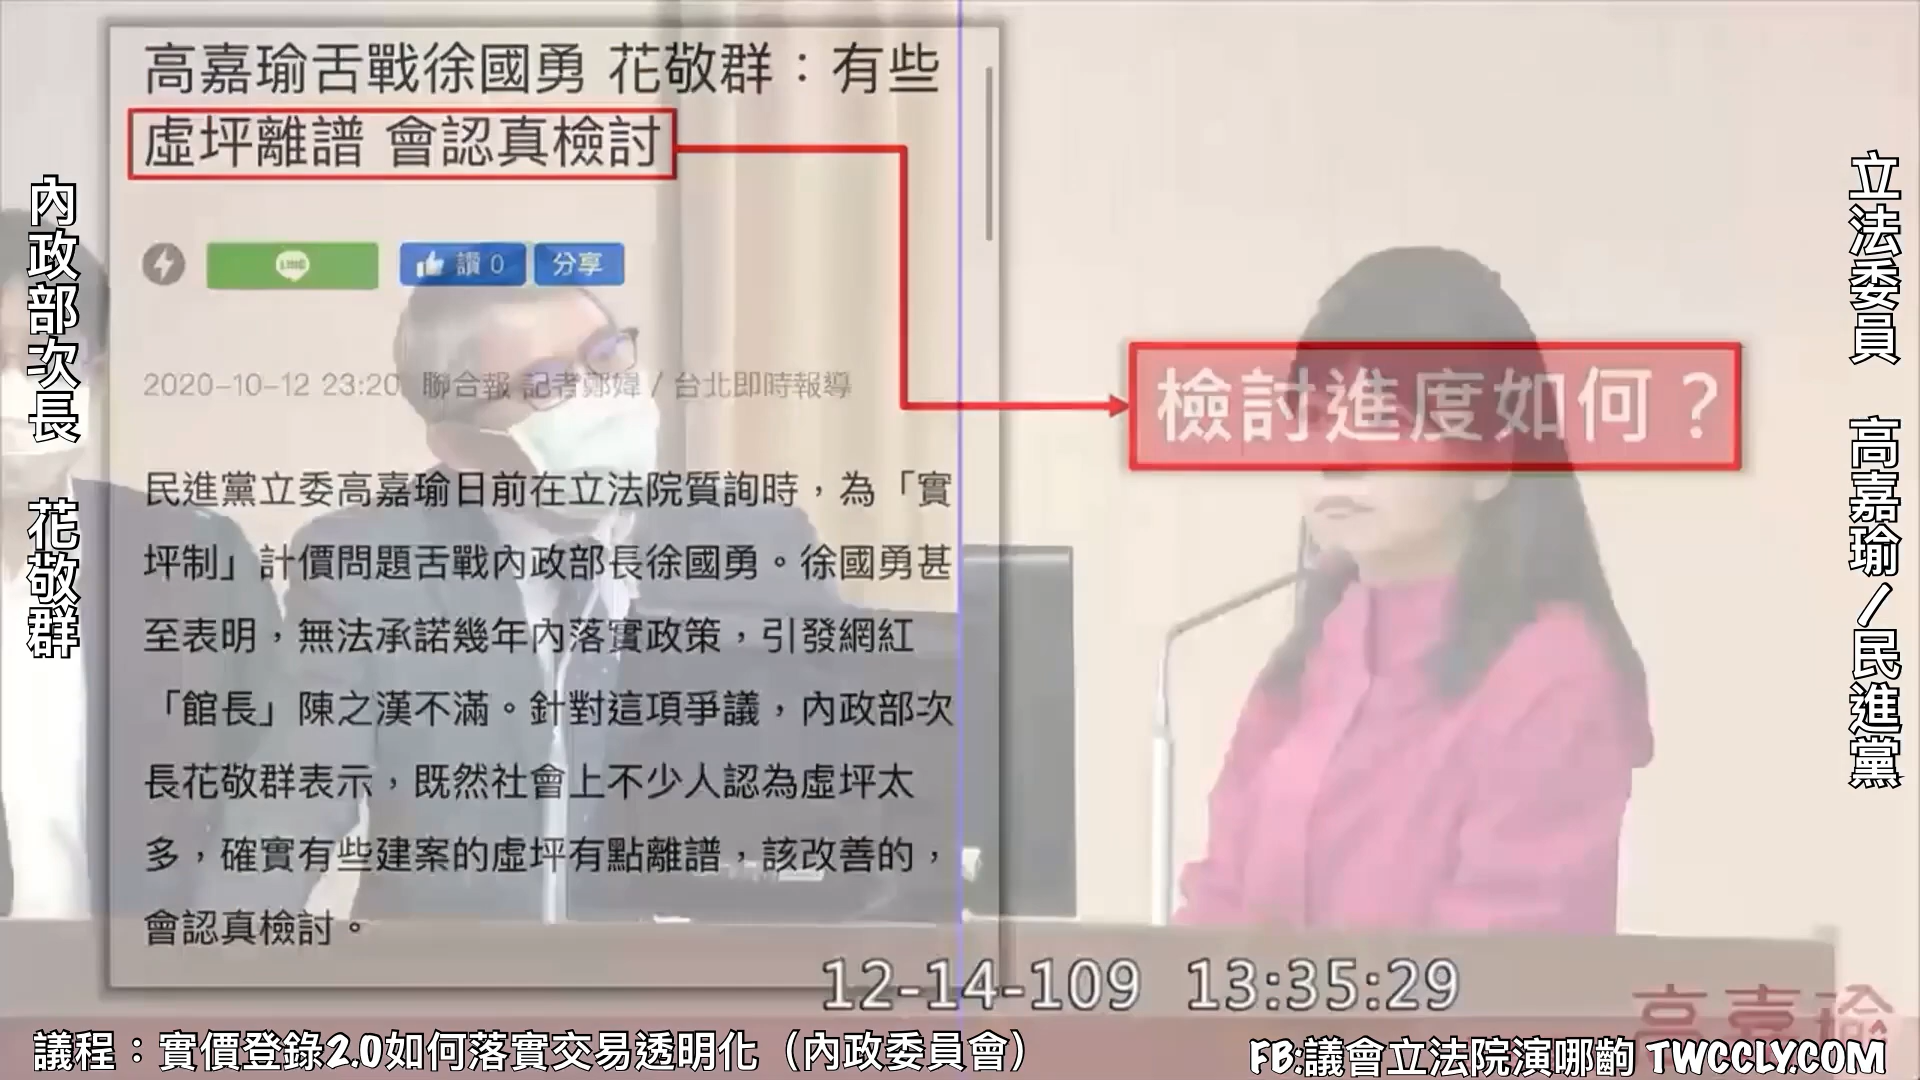 高嘉瑜舌戰徐國勇 花敬群：有些
虛坪離譜 會認真檢討
LINE
讀 0
分享
2020-10-12 23:20 聯合報 記者鄭媁 / 台北即時報導
民進黨立委高嘉瑜日前在立法院質詢時，為「實
坪制」計價問題舌戰內政部長徐國勇。徐國勇甚
至表明，無法承諾幾年內落實政策，引發網紅
「館長」陳之漢不滿。針對這項爭議，內政部次
長花敬群表示，既然社會上不少人認為虛坪太
多，確實有些建案的虛坪有點離譜，該改善的，
會認真檢討。
檢討進度如何？
內政部次長 花敬群
立法委員 高嘉瑜/民進黨
12-14-109 13:35:29
高嘉瑜
議程：實價登錄2.0如何落實交易透明化（內政委員會）
FB:議會立法院演哪齣 TWCCLY.COM